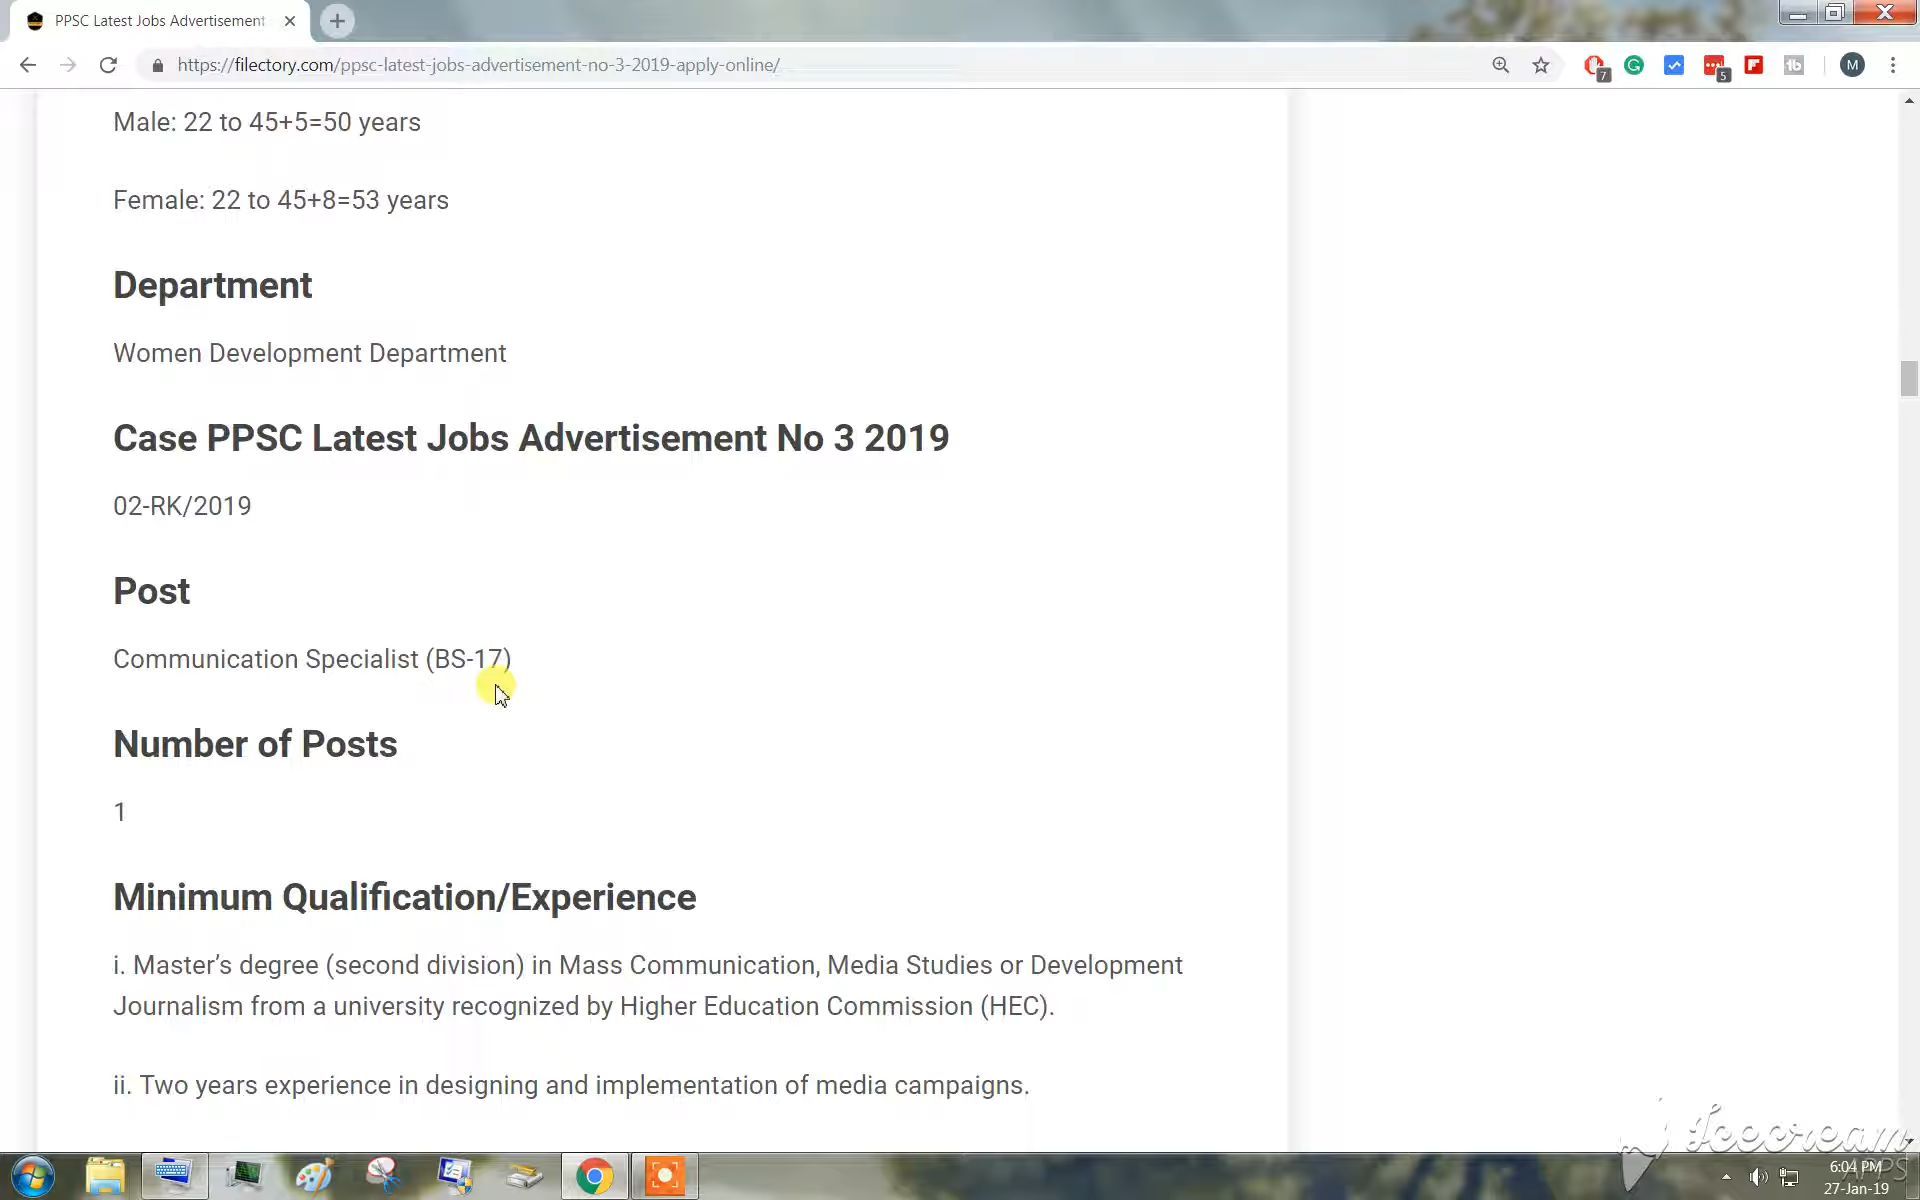 PPSC Latest Jobs Advertisement
https://filectory.com/ppsc-latest-jobs-advertisement-no-3-2019-apply-online/
7
5
M
Male: 22 to 45+5=50 years
Female: 22 to 45+8=53 years
Department
Women Development Department
Case PPSC Latest Jobs Advertisement No 3 2019
02-RK/2019
Post
Communication Specialist (BS-17)
Number of Posts
1
Minimum Qualification/Experience
i. Master’s degree (second division) in Mass Communication, Media Studies or Development
Journalism from a university recognized by Higher Education Commission (HEC).
ii. Two years experience in designing and implementation of media campaigns.
Icecream
APPS
6:04 PM
27-Jan-19